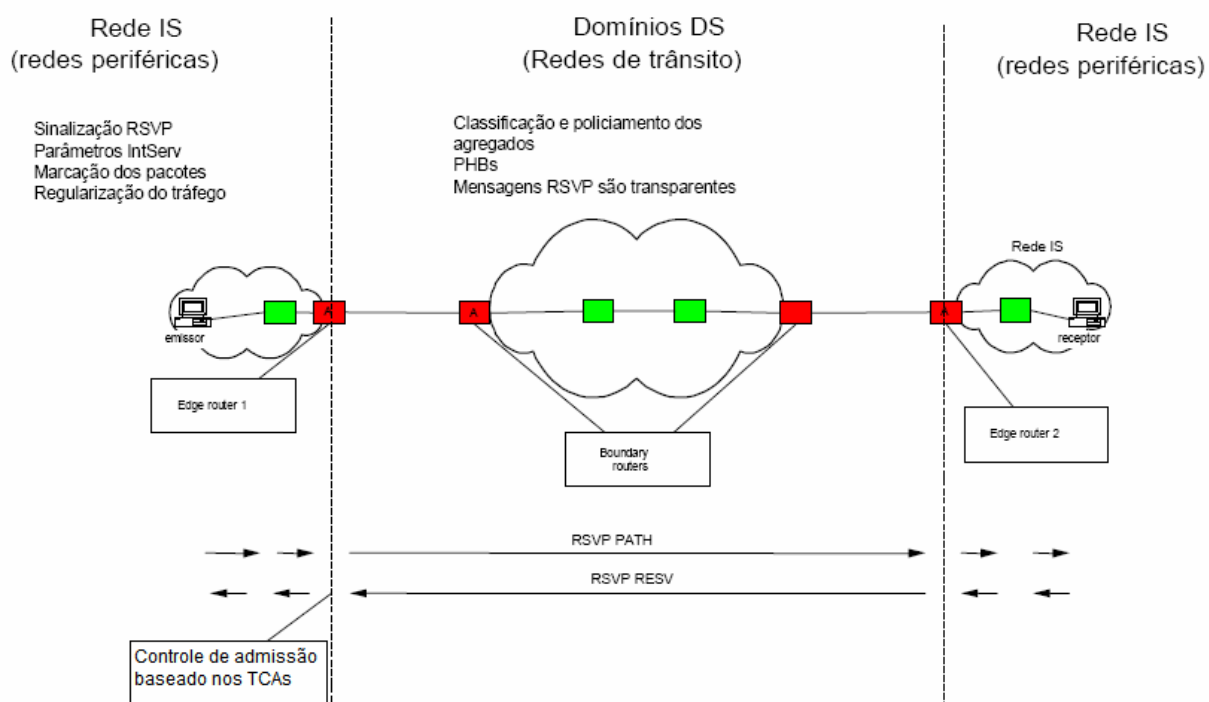 Rede IS
(redes periféricas)
Domínios DS
(Redes de trânsito)
Rede IS
(redes periféricas)
Sinalização RSVP
Parâmetros IntServ
Marcação dos pacotes
Regularização do tráfego
Classificação e policiamento dos
agregados
PHBs
Mensagens RSVP são transparentes
Rede IS
A
A
A
emissor
receptor
Edge router 1
Boundary
routers
Edge router 2
RSVP PATH
RSVP RESV
Controle de admissão
baseado nos TCAs